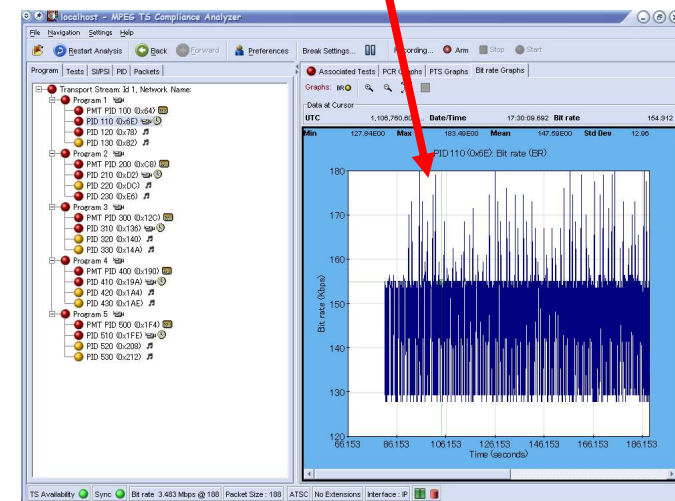 localhost - MPEG TS Compliance Analyzer
File Navigation Settings Help
Restart Analysis Back Forward Preferences Break Settings... Recording... Arm Stop Start
Program Tests SI/PSI PID Packets
Associated Tests PCR Graphs PTS Graphs Bit rate Graphs
Graphs: BR
Data at Cursor
UTC Date/Time 17:30:09.692 Bit rate 154.912
Min 127.84E00 Max 183.49E00 Mean 147.59E00 Std Dev 12.96
PID 110 (0x6E): Bit rate (BR)
Transport Stream: Id 1, Network Name:
Program 1
PMT PID 100 (0x64)
PID 110 (0x6E)
PID 120 (0x78)
PID 130 (0x82)
Program 2
PMT PID 200 (0xC8)
PID 210 (0xD2)
PID 220 (0xDC)
PID 230 (0xE6)
Program 3
PMT PID 300 (0x12C)
PID 310 (0x136)
PID 320 (0x140)
PID 330 (0x14A)
Program 4
PMT PID 400 (0x190)
PID 410 (0x19A)
PID 420 (0x1A4)
PID 430 (0x1AE)
Program 5
PMT PID 500 (0x1F4)
PID 510 (0x1FE)
PID 520 (0x208)
PID 530 (0x212)
Bit rate (Kbps)
180
170
160
150
140
130
120
66.153 86.153 106.153 126.153 146.153 166.153 186.153
Time (seconds)
TS Availability Sync Bit rate 3.483 Mbps @ 188 Packet Size : 188 ATSC No Extensions Interface : IP